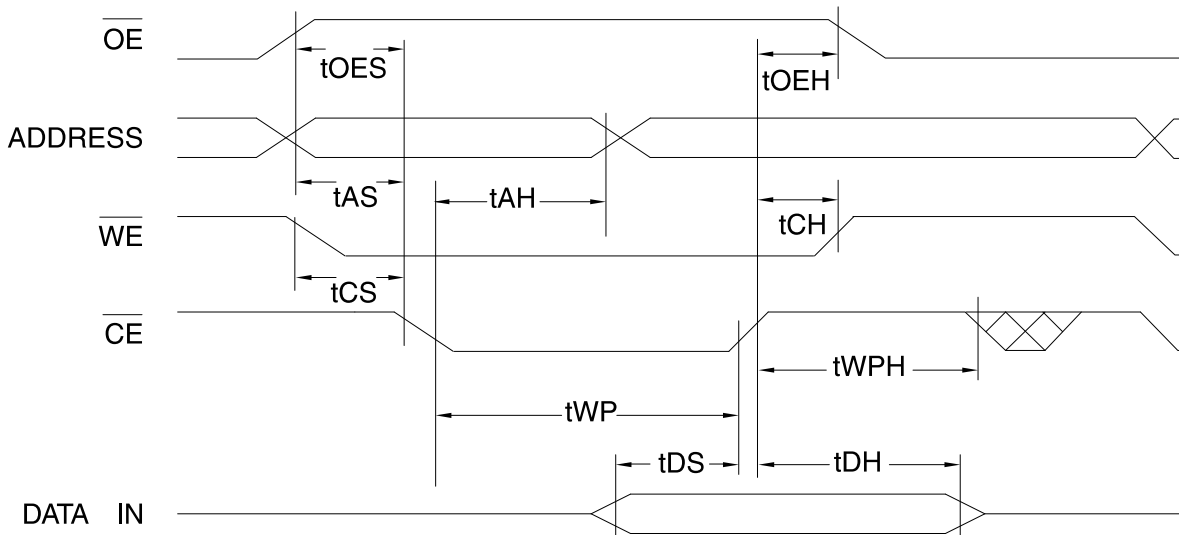 OE
tOES
tOEH
ADDRESS
tAS
tAH
tCH
WE
tCS
CE
tWPH
tWP
tDS
tDH
DATA IN